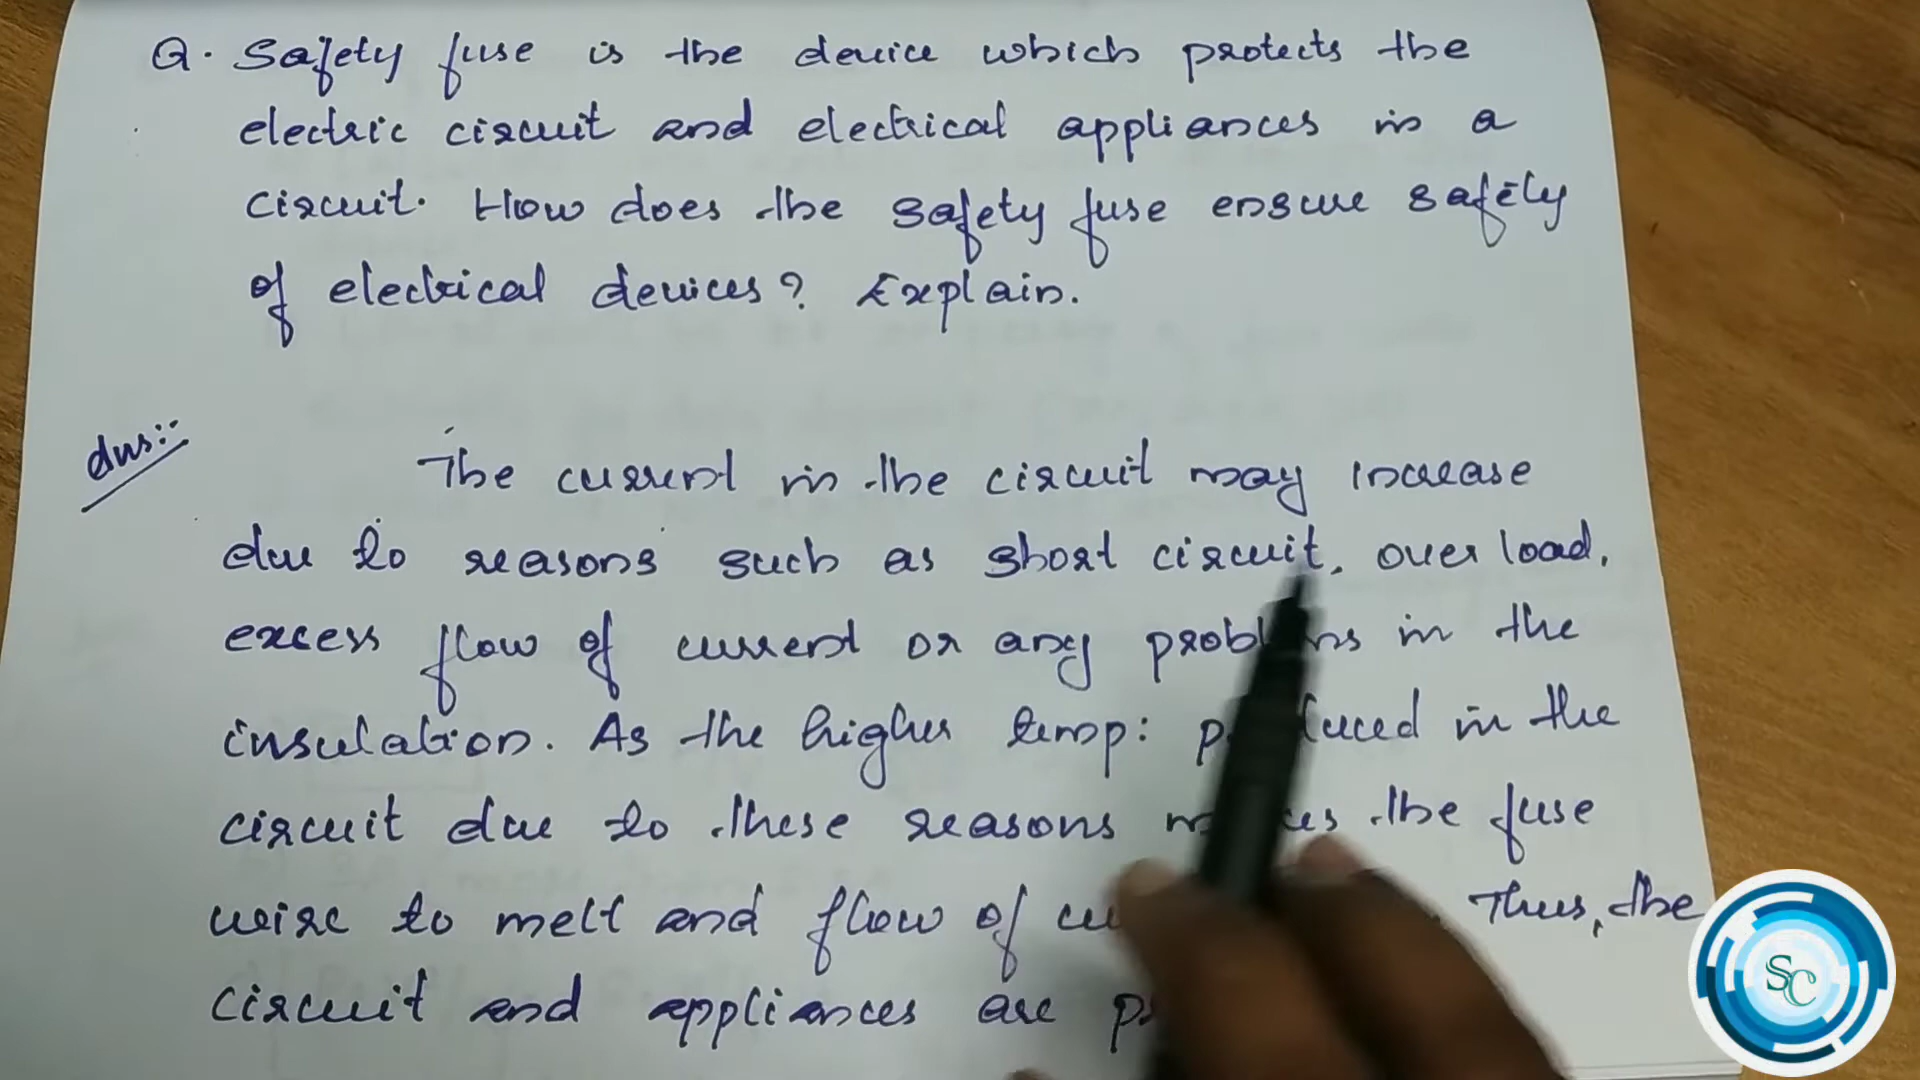 Q. Safety fuse is the device which protects the
electric circuit and electrical appliances in a
circuit. How does the safety fuse ensure safety
of electrical devices? Explain.
Ans:-
The current in the circuit may increase
due to reasons such as short circuit, over load,
excess flow of current or any in the
insulation. As the higher temp: in the
circuit due to these reasons the fuse
wire to melt and flow of Thus, the
circuit and appliances are
SC